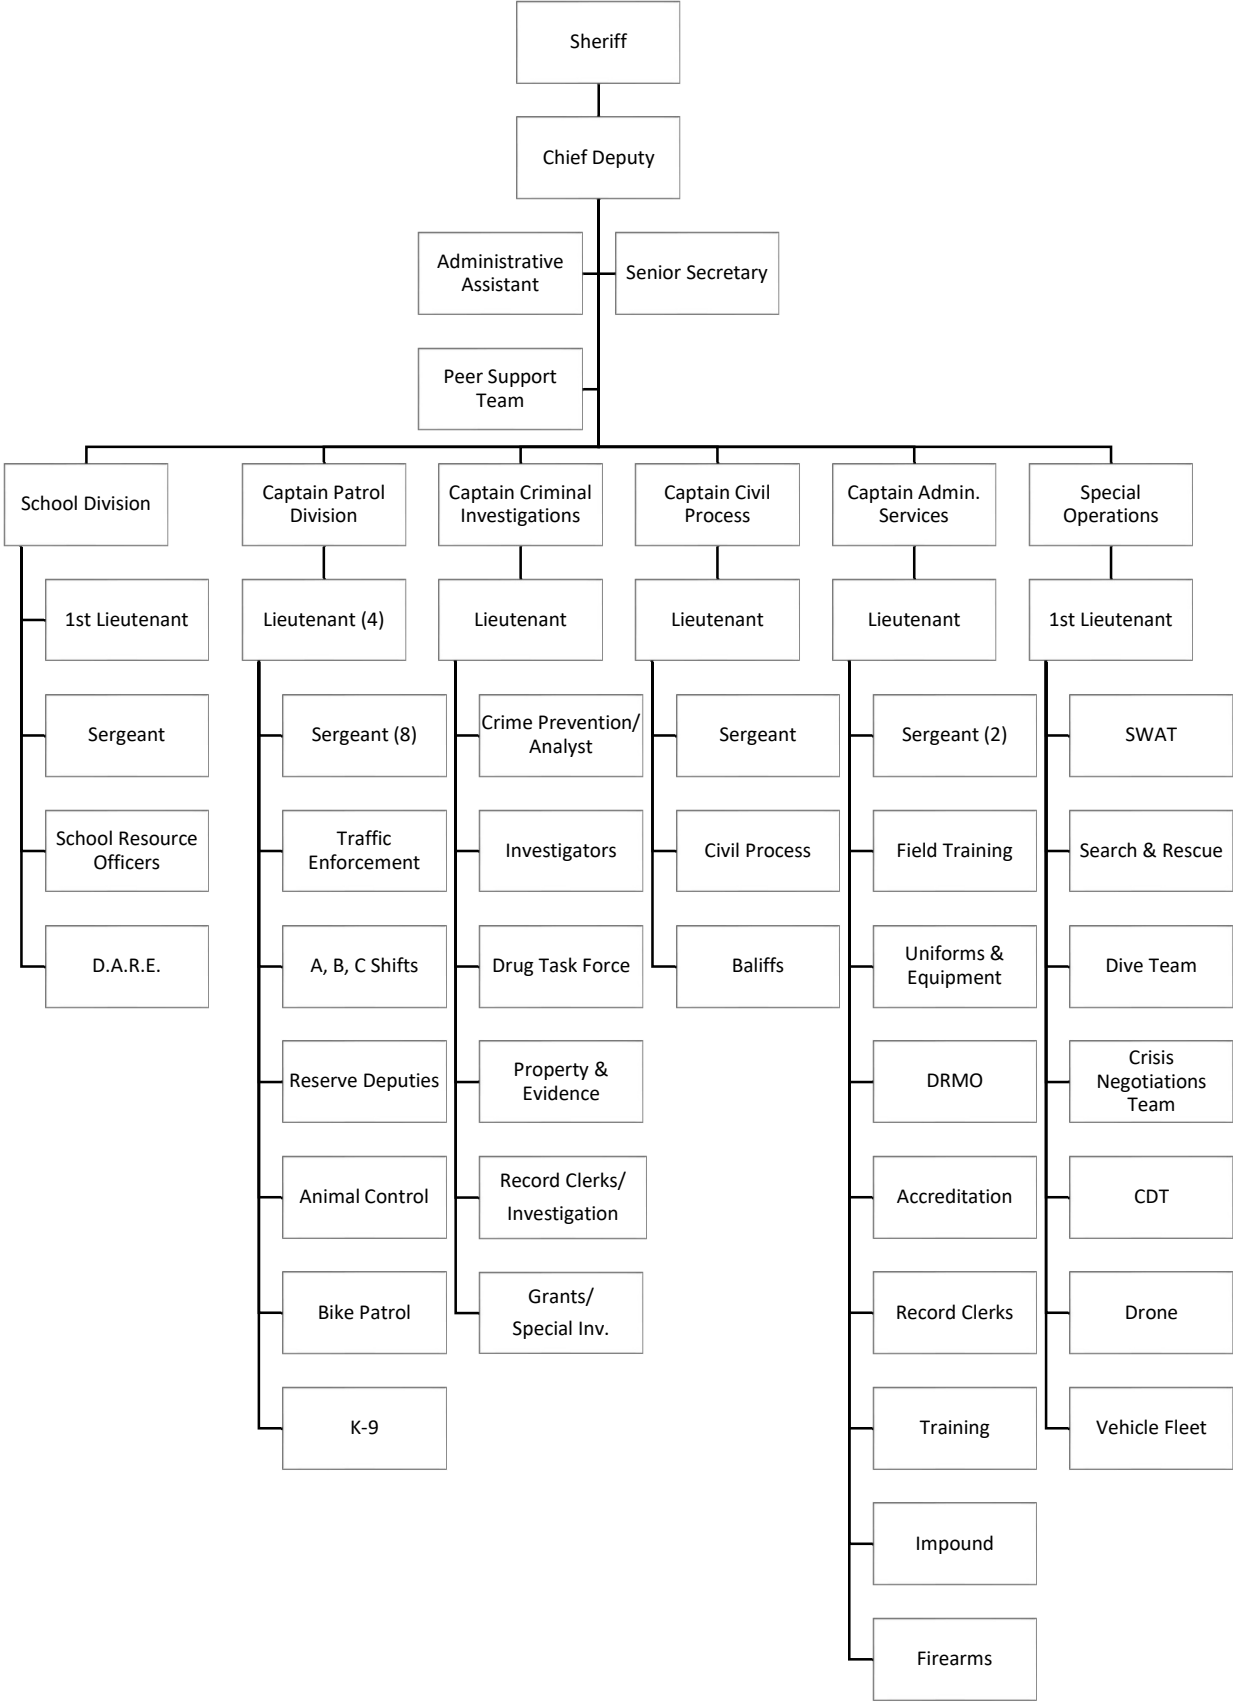 Sheriff
Chief Deputy
Administrative
Assistant
Senior Secretary
Peer Support
Team
School Division
Captain Patrol
Division
Captain Criminal
Investigations
Captain Civil
Process
Captain Admin.
Services
Special
Operations
1st Lieutenant
Lieutenant (4)
Lieutenant
Lieutenant
Lieutenant
1st Lieutenant
Sergeant
Sergeant (8)
Crime Prevention/
Analyst
Sergeant
Sergeant (2)
SWAT
School Resource
Officers
Traffic
Enforcement
Investigators
Civil Process
Field Training
Search & Rescue
D.A.R.E.
A, B, C Shifts
Drug Task Force
Baliffs
Uniforms &
Equipment
Dive Team
Reserve Deputies
Property &
Evidence
DRMO
Crisis
Negotiations
Team
Animal Control
Record Clerks/
Investigation
Accreditation
CDT
Bike Patrol
Grants/
Special Inv.
Record Clerks
Drone
K-9
Training
Vehicle Fleet
Impound
Firearms